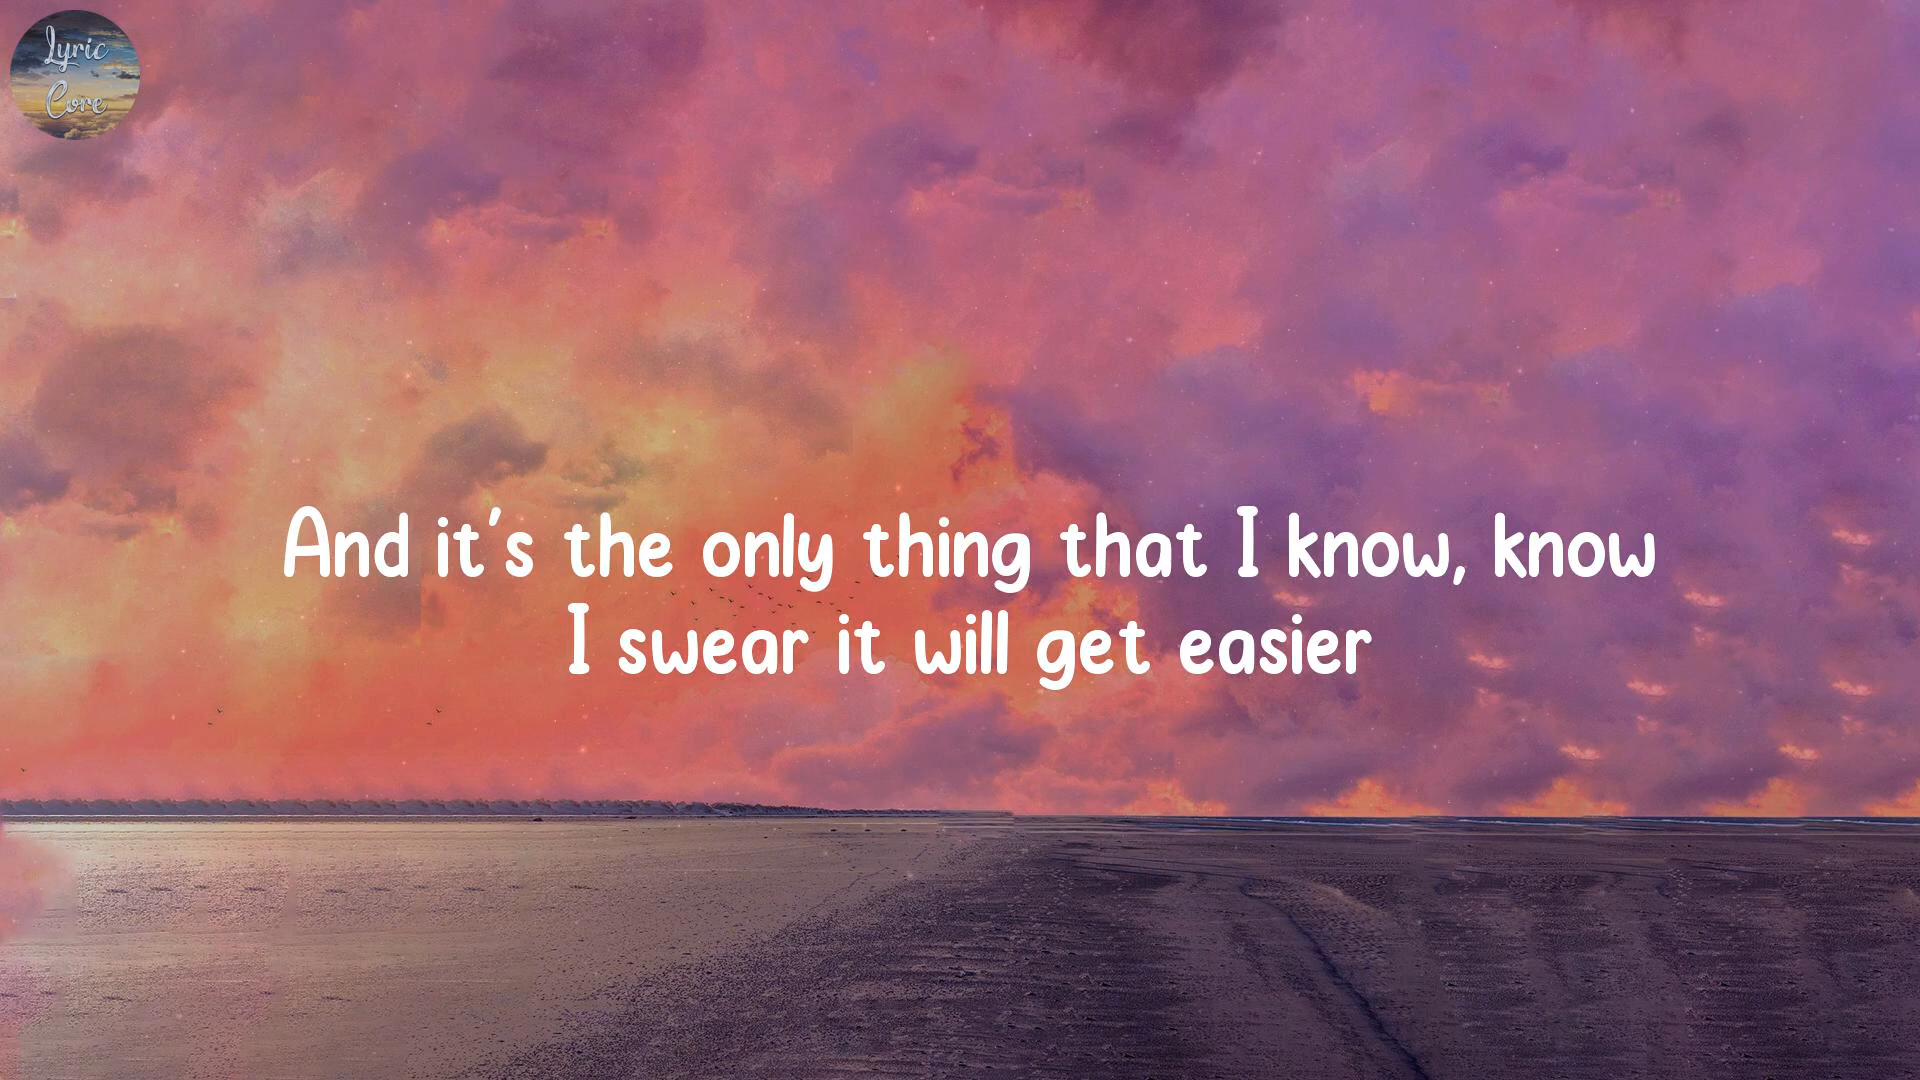 Lyric
Core
And it's the only thing that I know, know
I swear it will get easier